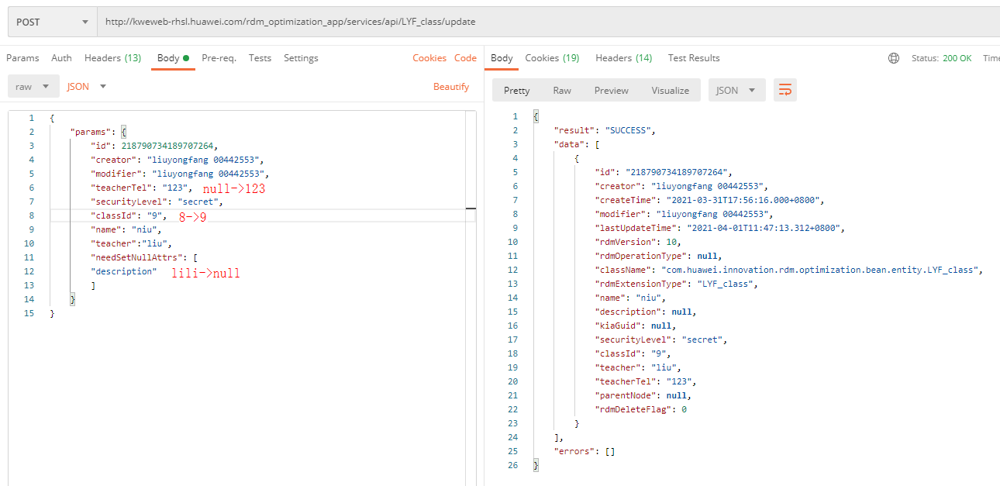 POST http://kweweb-rhsl.huawei.com/rdm_optimization_app/services/api/LYF_class/update
Params Auth Headers (13) Body Pre-req. Tests Settings Cookies Code
raw JSON Beautify
1 {
2 "params": {
3 "id": 218790734189707264,
4 "creator": "liuyongfang 00442553",
5 "modifier": "liuyongfang 00442553",
6 "teacherTel": "123", null->123
7 "securityLevel": "secret",
8 "classId": "9", 8->9
9 "name": "niu",
10 "teacher":"liu",
11 "needSetNullAttrs": [
12 "description" lili->null
13 ]
14 }
15 }
Body Cookies (19) Headers (14) Test Results Status: 200 OK Time
Pretty Raw Preview Visualize JSON
1 {
2 "result": "SUCCESS",
3 "data": [
4 {
5 "id": "218790734189707264",
6 "creator": "liuyongfang 00442553",
7 "createTime": "2021-03-31T17:56:16.000+0800",
8 "modifier": "liuyongfang 00442553",
9 "lastUpdateTime": "2021-04-01T11:47:13.312+0800",
10 "rdmVersion": 10,
11 "rdmOperationType": null,
12 "className": "com.huawei.innovation.rdm.optimization.bean.entity.LYF_class",
13 "rdmExtensionType": "LYF_class",
14 "name": "niu",
15 "description": null,
16 "kiaGuid": null,
17 "securityLevel": "secret",
18 "classId": "9",
19 "teacher": "liu",
20 "teacherTel": "123",
21 "parentNode": null,
22 "rdmDeleteFlag": 0
23 }
24 ],
25 "errors": []
26 }